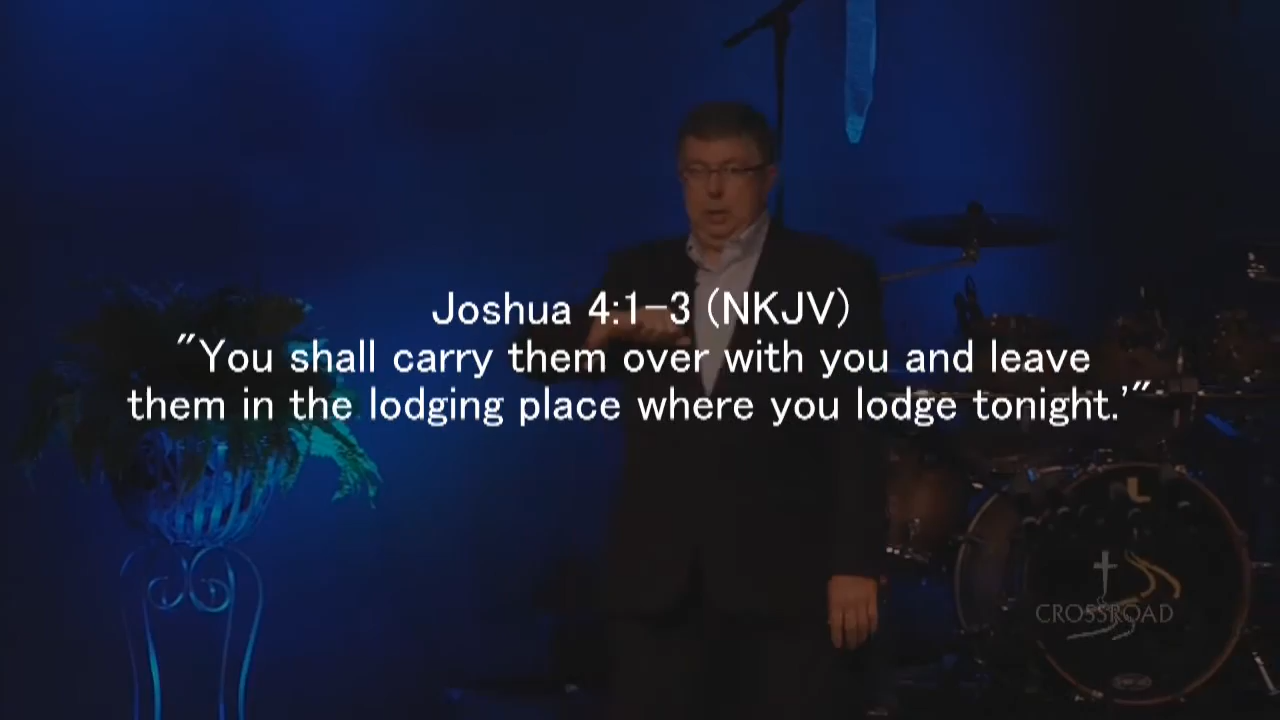 Joshua 4:1-3 (NKJV)
"You shall carry them over with you and leave
them in the lodging place where you lodge tonight.'"
L
CROSSROAD